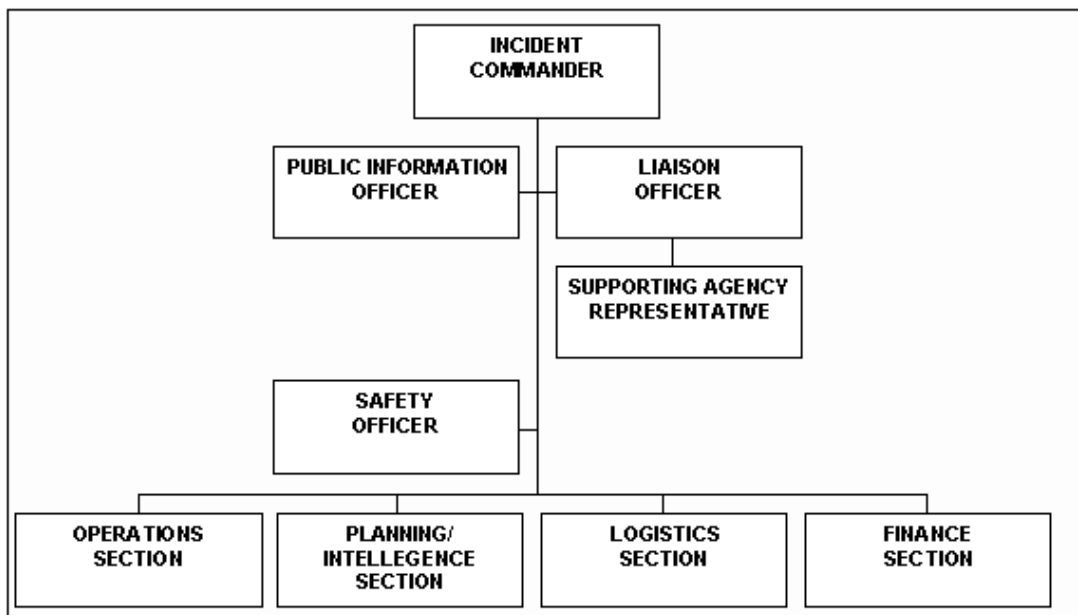 INCIDENT
COMMANDER
PUBLIC INFORMATION
OFFICER
LIAISON
OFFICER
SUPPORTING AGENCY
REPRESENTATIVE
SAFETY
OFFICER
OPERATIONS
SECTION
PLANNING/
INTELLEGENCE
SECTION
LOGISTICS
SECTION
FINANCE
SECTION